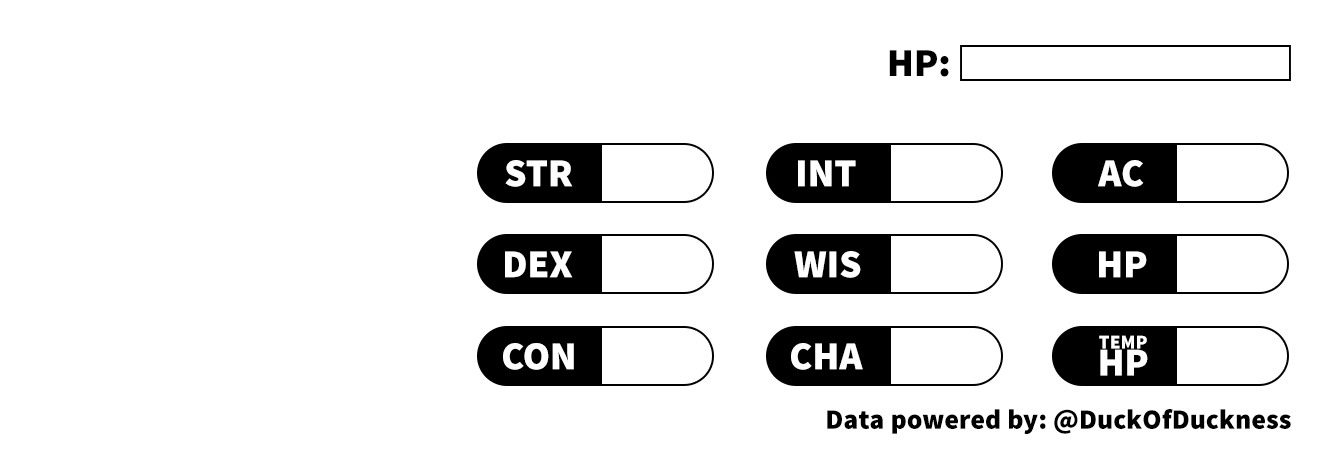 HP:
STR INT AC
DEX WIS HP
CON CHA TEMP HP
Data powered by: @DuckOfDuckness